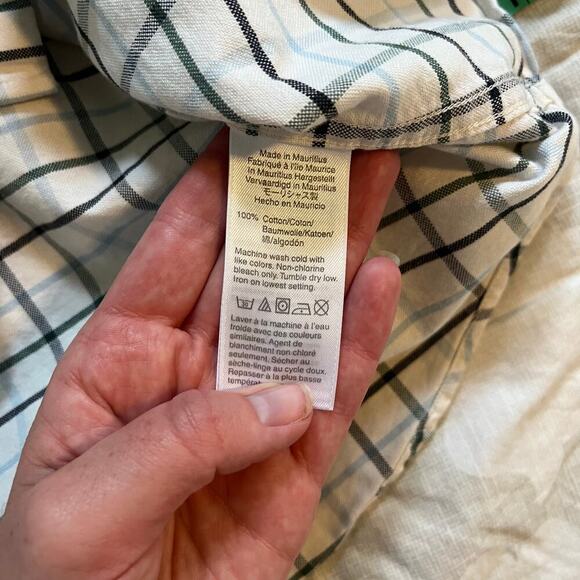 Made in Mauritius
Fabriqué à l'île Maurice
In Mauritius Hergestellt
Vervaardigd in Mauritius
モーリシャス製
Hecho en Mauricio
100% Cotton/Coton/
Baumwolle/Katoen/
綿/algodón
Machine wash cold with
like colors. Non-chlorine
bleach only. Tumble dry low.
Iron on lowest setting.
Laver à la machine à l'eau
froide avec des couleurs
similaires. Agent de
blanchiment non chloré
seulement. Sécher au
sèche-linge au cycle doux.
Repasser à la plus basse
température